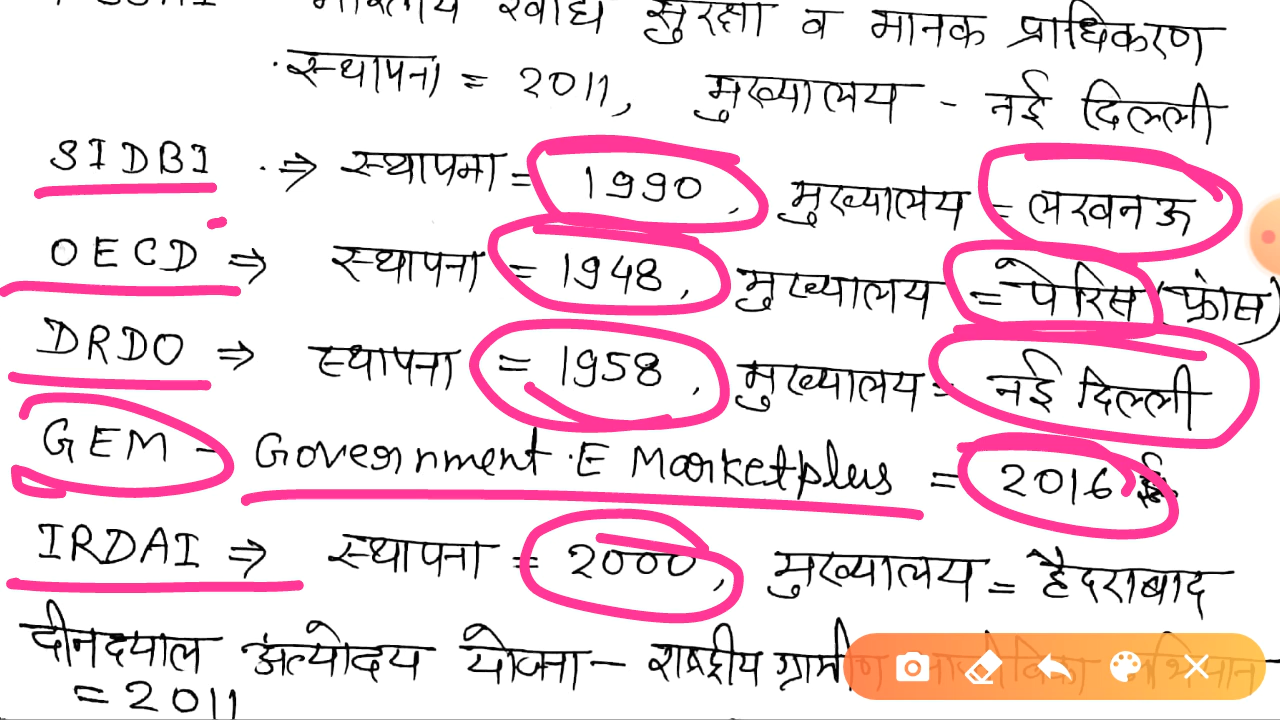 भारतीय खाद्य सुरक्षा व मानक प्राधिकरण
स्थापना = 2011, मुख्यालय - नई दिल्ली
SIDBI ⇒ स्थापना = 1990, मुख्यालय = लखनऊ
OECD ⇒ स्थापना = 1948, मुख्यालय = पेरिस (फ्रांस)
DRDO ⇒ स्थापना = 1958, मुख्यालय = नई दिल्ली
GEM - Government E Marketplus = 2016 ई.
IRDAI ⇒ स्थापना = 2000, मुख्यालय = हैदराबाद
दीनदयाल अंत्योदय योजना - राष्ट्रीय ग्रामीण
= 2011